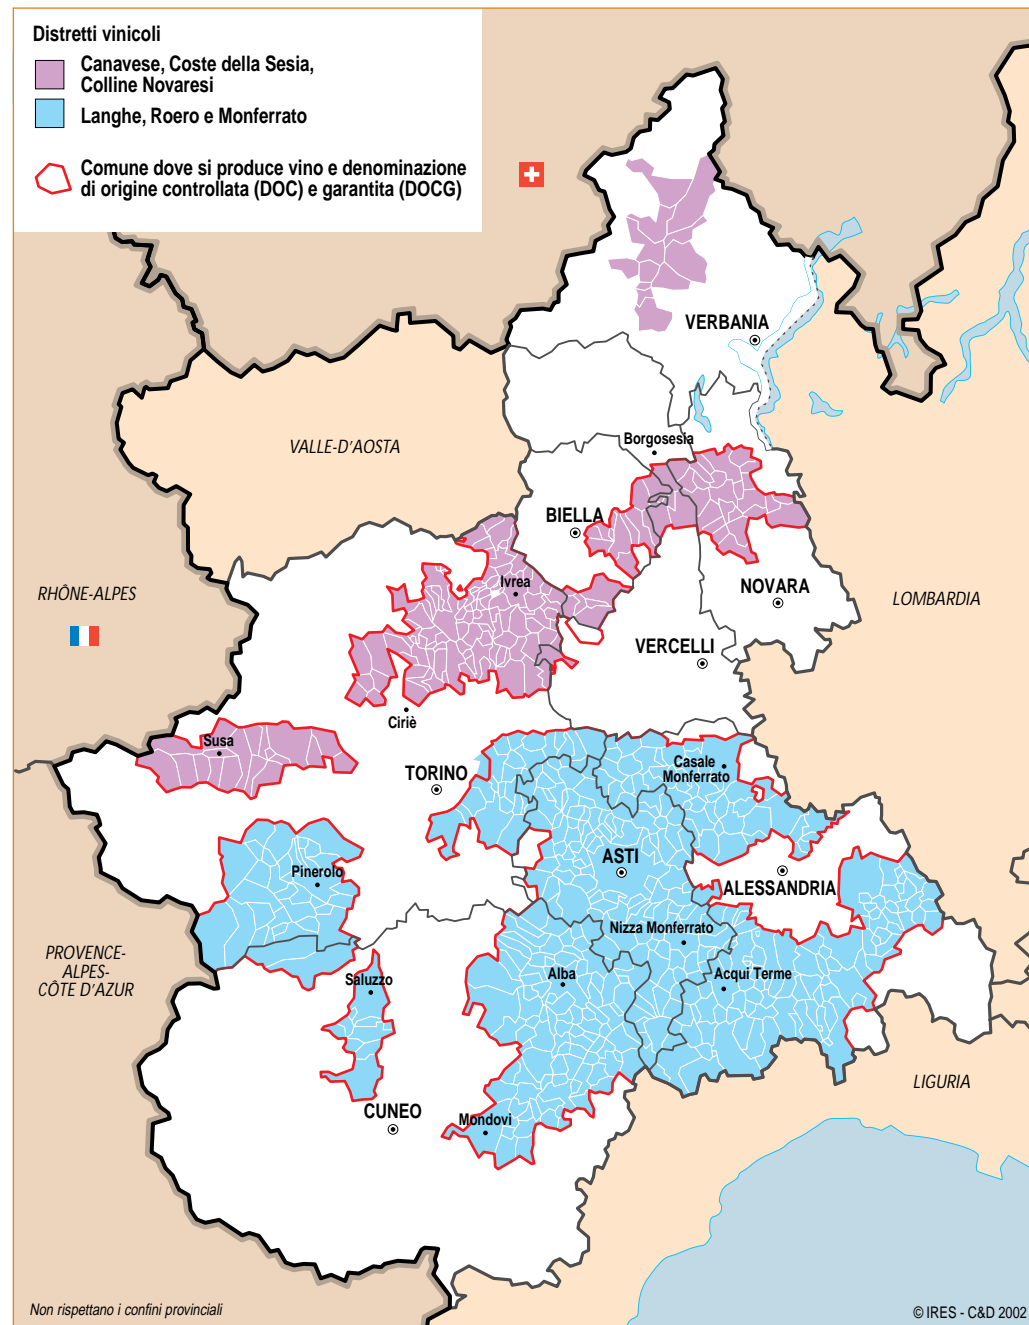 Distretti vinicoli
Canavese, Coste della Sesia,
Colline Novaresi
Langhe, Roero e Monferrato
Comune dove si produce vino e denominazione
di origine controllata (DOC) e garantita (DOCG)
VERBANIA
VALLE-D'AOSTA
Borgosesia
BIELLA
Ivrea
NOVARA
RHÔNE-ALPES
LOMBARDIA
VERCELLI
Ciriè
Susa
TORINO
Casale
Monferrato
ASTI
Pinerolo
ALESSANDRIA
Nizza Monferrato
PROVENCE-
ALPES-
CÔTE D'AZUR
Saluzzo
Alba
Acqui Terme
LIGURIA
CUNEO
Mondovi
Non rispettano i confini provinciali
© IRES - C&D 2002